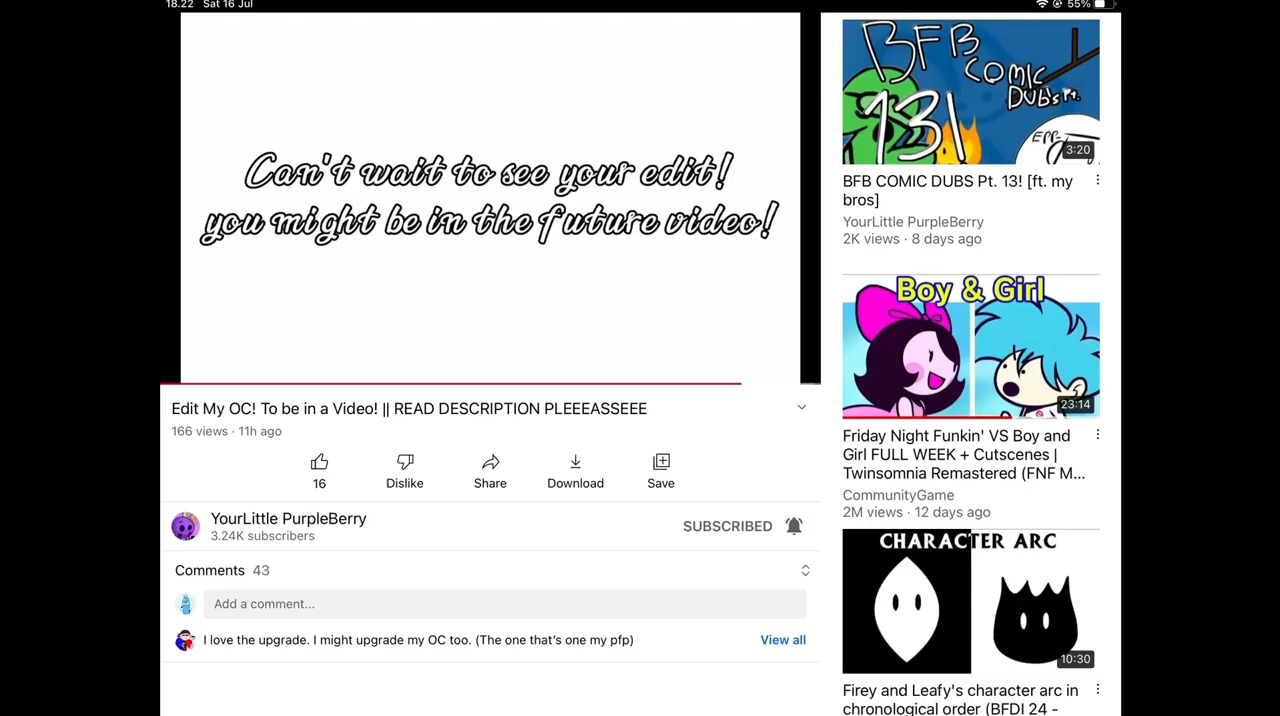 18.22 Sat 16 Jul
55%
Can't wait to see your edit!
you might be in the future video!
Edit My OC! To be in a Video! || READ DESCRIPTION PLEEEASSEEE
166 views · 11h ago
16
Dislike
Share
Download
Save
YourLittle PurpleBerry
3.24K subscribers
SUBSCRIBED
Comments 43
Add a comment...
I love the upgrade. I might upgrade my OC too. (The one that's one my pfp)
View all
BFB
COMIC
DUB's Pt.
131
3:20
BFB COMIC DUBS Pt. 13! [ft. my
bros]
YourLittle PurpleBerry
2K views · 8 days ago
Boy & Girl
23:14
Friday Night Funkin' VS Boy and
Girl FULL WEEK + Cutscenes |
Twinsomnia Remastered (FNF M...
CommunityGame
2M views · 12 days ago
CHARACTER ARC
10:30
Firey and Leafy's character arc in
chronological order (BFDI 24 -